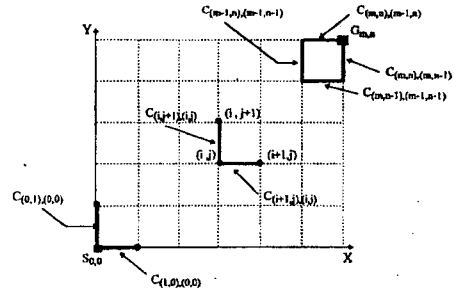 C(m-1,n),(m-1,n-1)
C(m,n),(m-1,n)
Y
Gm,n
C(m,n),(m,n-1)
C(m,n-1),(m-1,n-1)
C(i,j+1),(i,j)
(i, j+1)
(i,j)
(i+1,j)
C(i+1,j),(i,j)
C(0,1),(0,0)
S0,0
X
C(1,0),(0,0)